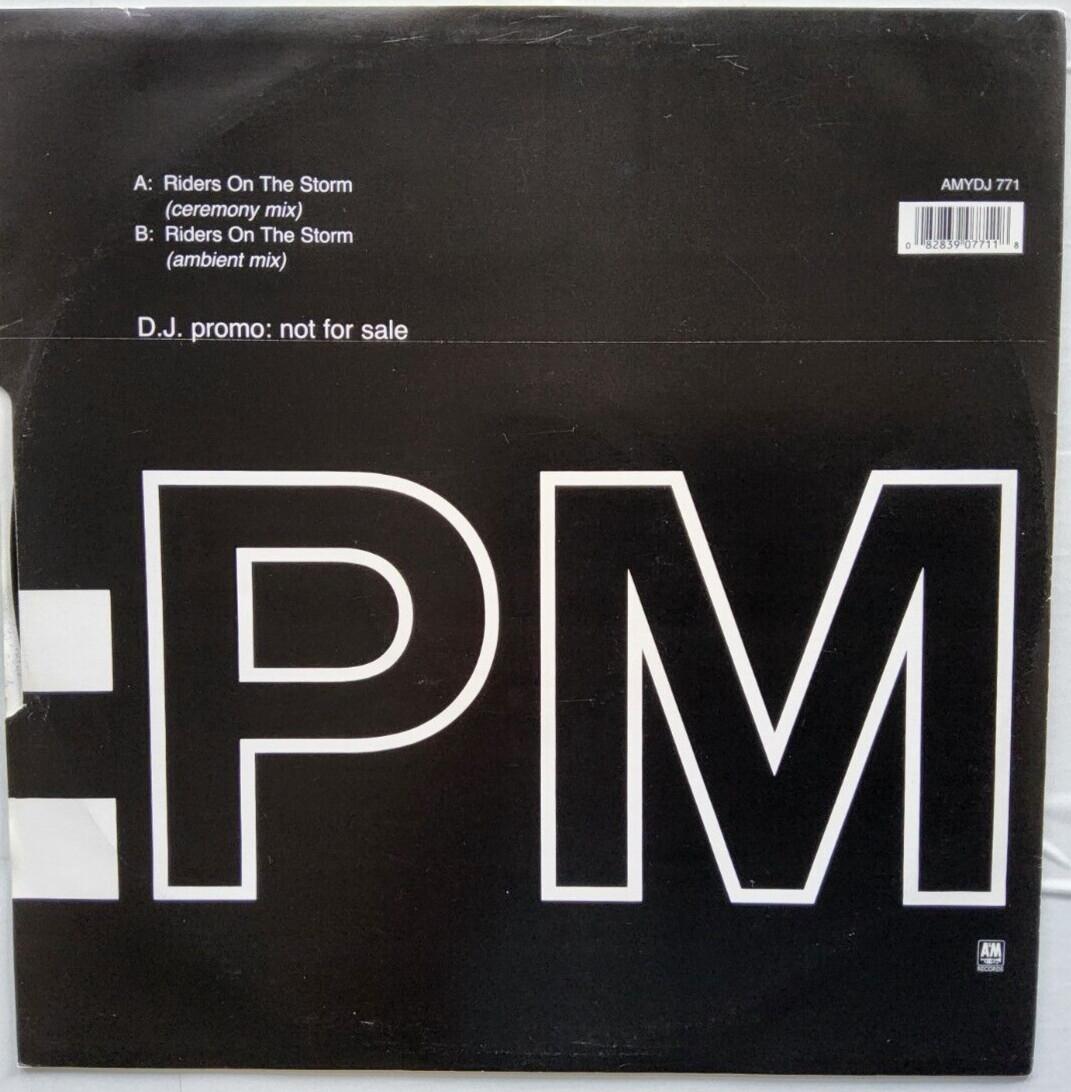 A: Riders On The Storm
(ceremony mix)
B: Riders On The Storm
(ambient mix)
D.J. promo: not for sale
AMYDJ 771
0 82839 07711 8
:PM
A&M
RECORDS